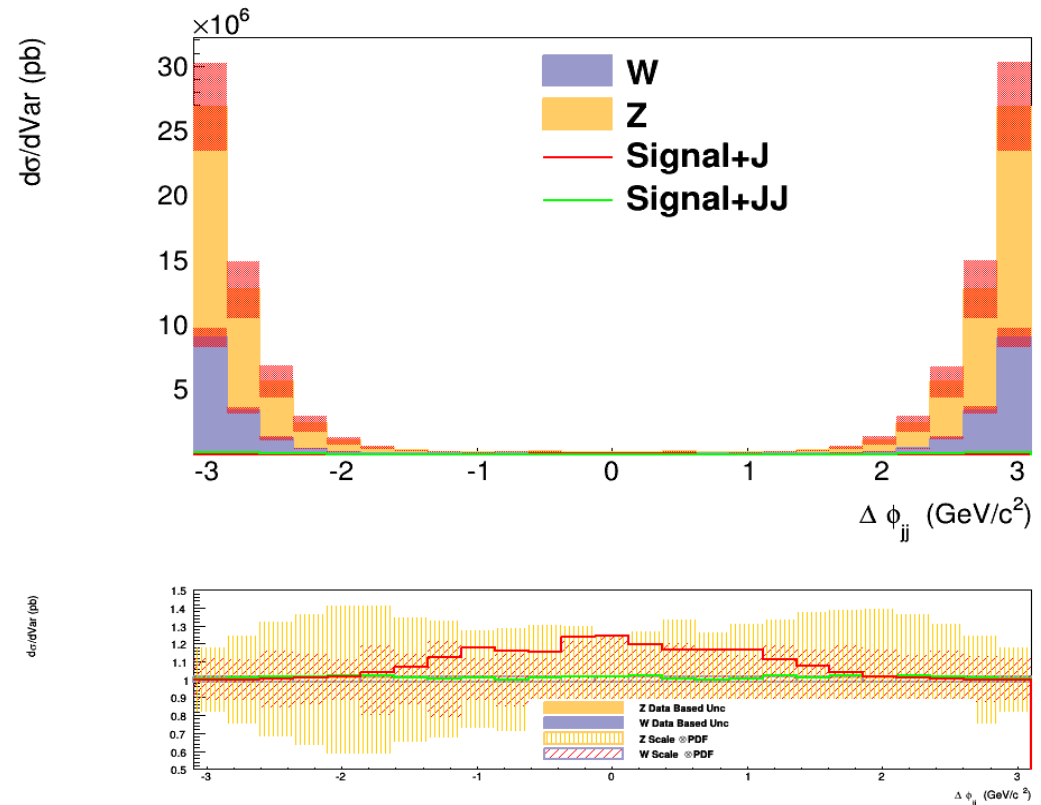 ×10⁶
dσ/dVar (pb)
30
25
20
15
10
5
W
Z
Signal+J
Signal+JJ
-3 -2 -1 0 1 2 3
Δ ϕjj (GeV/c²)
dσ/dVar (pb)
1.5
1.4
1.3
1.2
1.1
1
0.9
0.8
0.7
0.6
0.5
Z Data Based Unc
W Data Based Unc
Z Scale ⊗PDF
W Scale ⊗PDF
-3 -2 -1 0 1 2 3
Δ ϕjj (GeV/c²)